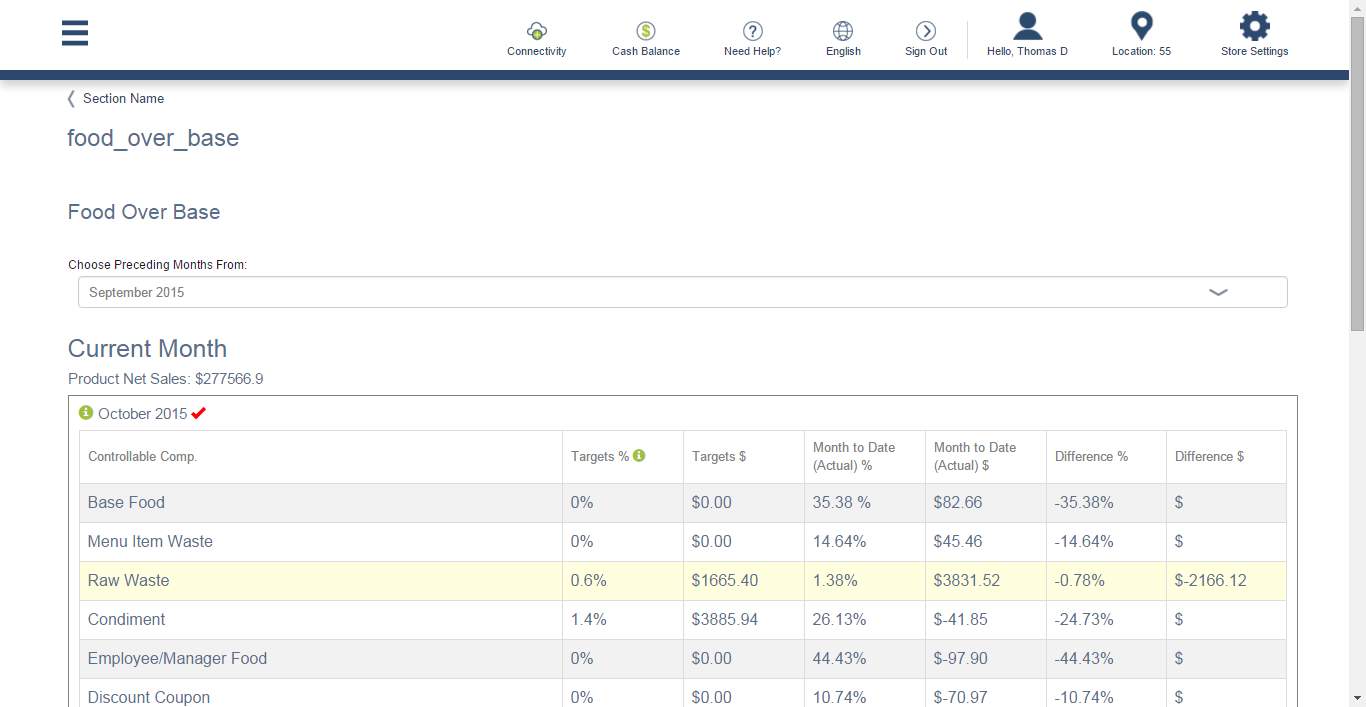 Connectivity Cash Balance Need Help? English Sign Out Hello, Thomas D Location: 55 Store Settings
Section Name
food_over_base
Food Over Base
Choose Preceding Months From:
September 2015
Current Month
Product Net Sales: $277566.9
October 2015
Controllable Comp. Targets % Targets $ Month to Date (Actual) % Month to Date (Actual) $ Difference % Difference $
Base Food 0% $0.00 35.38 % $82.66 -35.38% $
Menu Item Waste 0% $0.00 14.64% $45.46 -14.64% $
Raw Waste 0.6% $1665.40 1.38% $3831.52 -0.78% $-2166.12
Condiment 1.4% $3885.94 26.13% $-41.85 -24.73% $
Employee/Manager Food 0% $0.00 44.43% $-97.90 -44.43% $
Discount Coupon 0% $0.00 10.74% $-70.97 -10.74% $